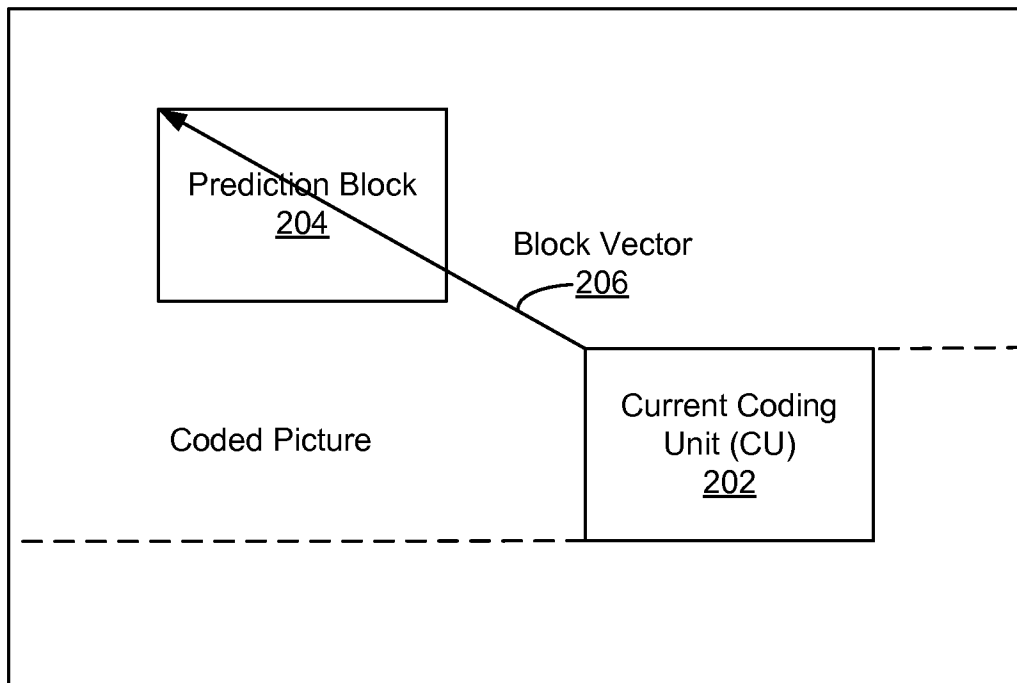 Prediction Block
204
Block Vector
206
Coded Picture
Current Coding
Unit (CU)
202